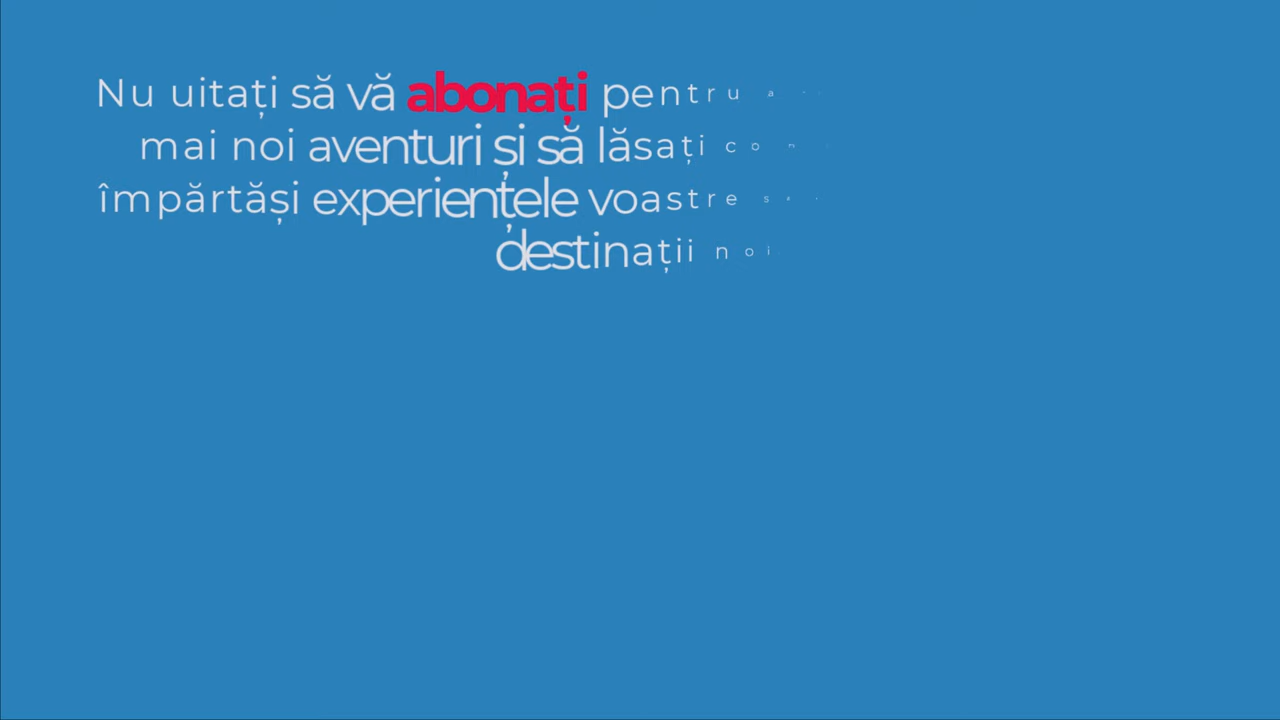 Nu uitați să vă abonați pentru
mai noi aventuri și să lăsați
împărtăși experiențele voastre
destinații noi